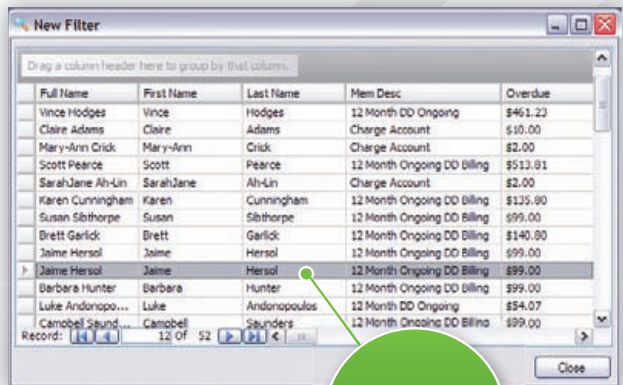 New Filter
Drag a column header here to group by that column.
Full Name First Name Last Name Mem Desc Overdue
Vince Hodges Vince Hodges 12 Month DD Ongoing $461.23
Claire Adams Claire Adams Charge Account $10.00
Mary-Ann Crick Mary-Ann Crick Charge Account $2.00
Scott Pearce Scott Pearce 12 Month Ongoing DD Billing $513.81
SarahJane Ah-Lin SarahJane Ah-Lin Charge Account $2.00
Karen Cunningham Karen Cunningham 12 Month Ongoing DD Billing $135.80
Susan Sibthorpe Susan Sibthorpe 12 Month Ongoing DD Billing $99.00
Brett Garlick Brett Garlick 12 Month Ongoing DD Billing $140.80
Jaime Hersol Jaime Hersol 12 Month Ongoing DD Billing $99.00
Jaime Hersol Jaime Hersol 12 Month Ongoing DD Billing $99.00
Barbara Hunter Barbara Hunter 12 Month Ongoing DD Billing $99.00
Luke Andonopo... Luke Andonopoulos 12 Month DD Ongoing $54.07
Campbell Saund... Campbell Saunders 12 Month Ongoing DD Billing $99.00
Record: 12 Of 52
Close